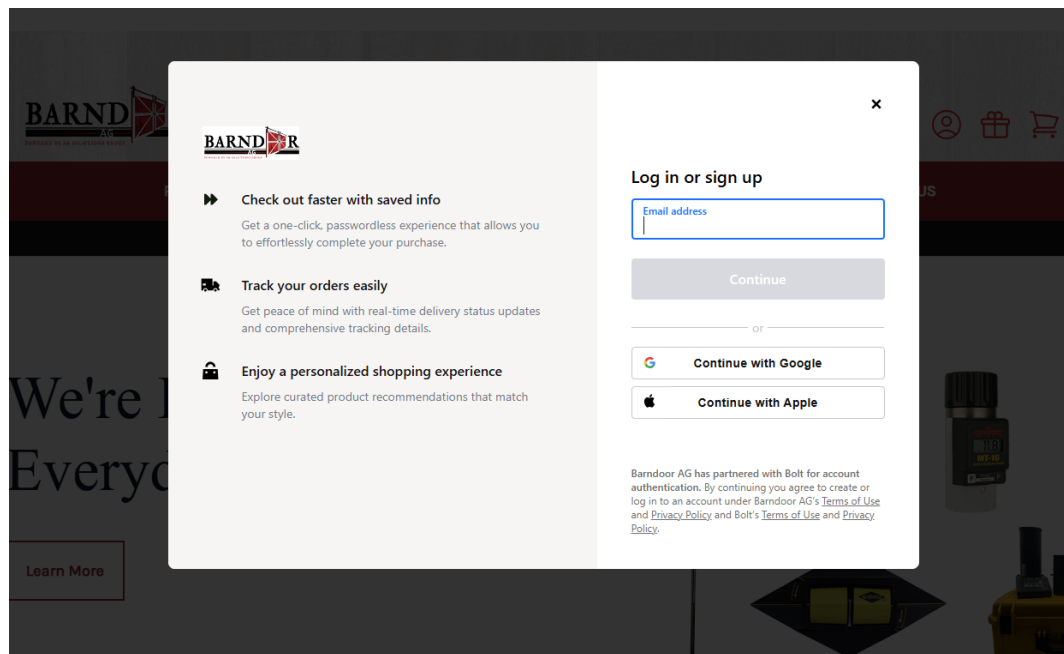 BARND
AG
BARND R
AG
Check out faster with saved info
Get a one-click, passwordless experience that allows you
to effortlessly complete your purchase.
Track your orders easily
Get peace of mind with real-time delivery status updates
and comprehensive tracking details.
Enjoy a personalized shopping experience
Explore curated product recommendations that match
your style.
Log in or sign up
Email address
Continue
or
Continue with Google
Continue with Apple
Barndoor AG has partnered with Bolt for account
authentication. By continuing you agree to create or
log in to an account under Barndoor AG's Terms of Use
and Privacy Policy and Bolt's Terms of Use and Privacy
Policy.
US
We're
Everyd
Learn More